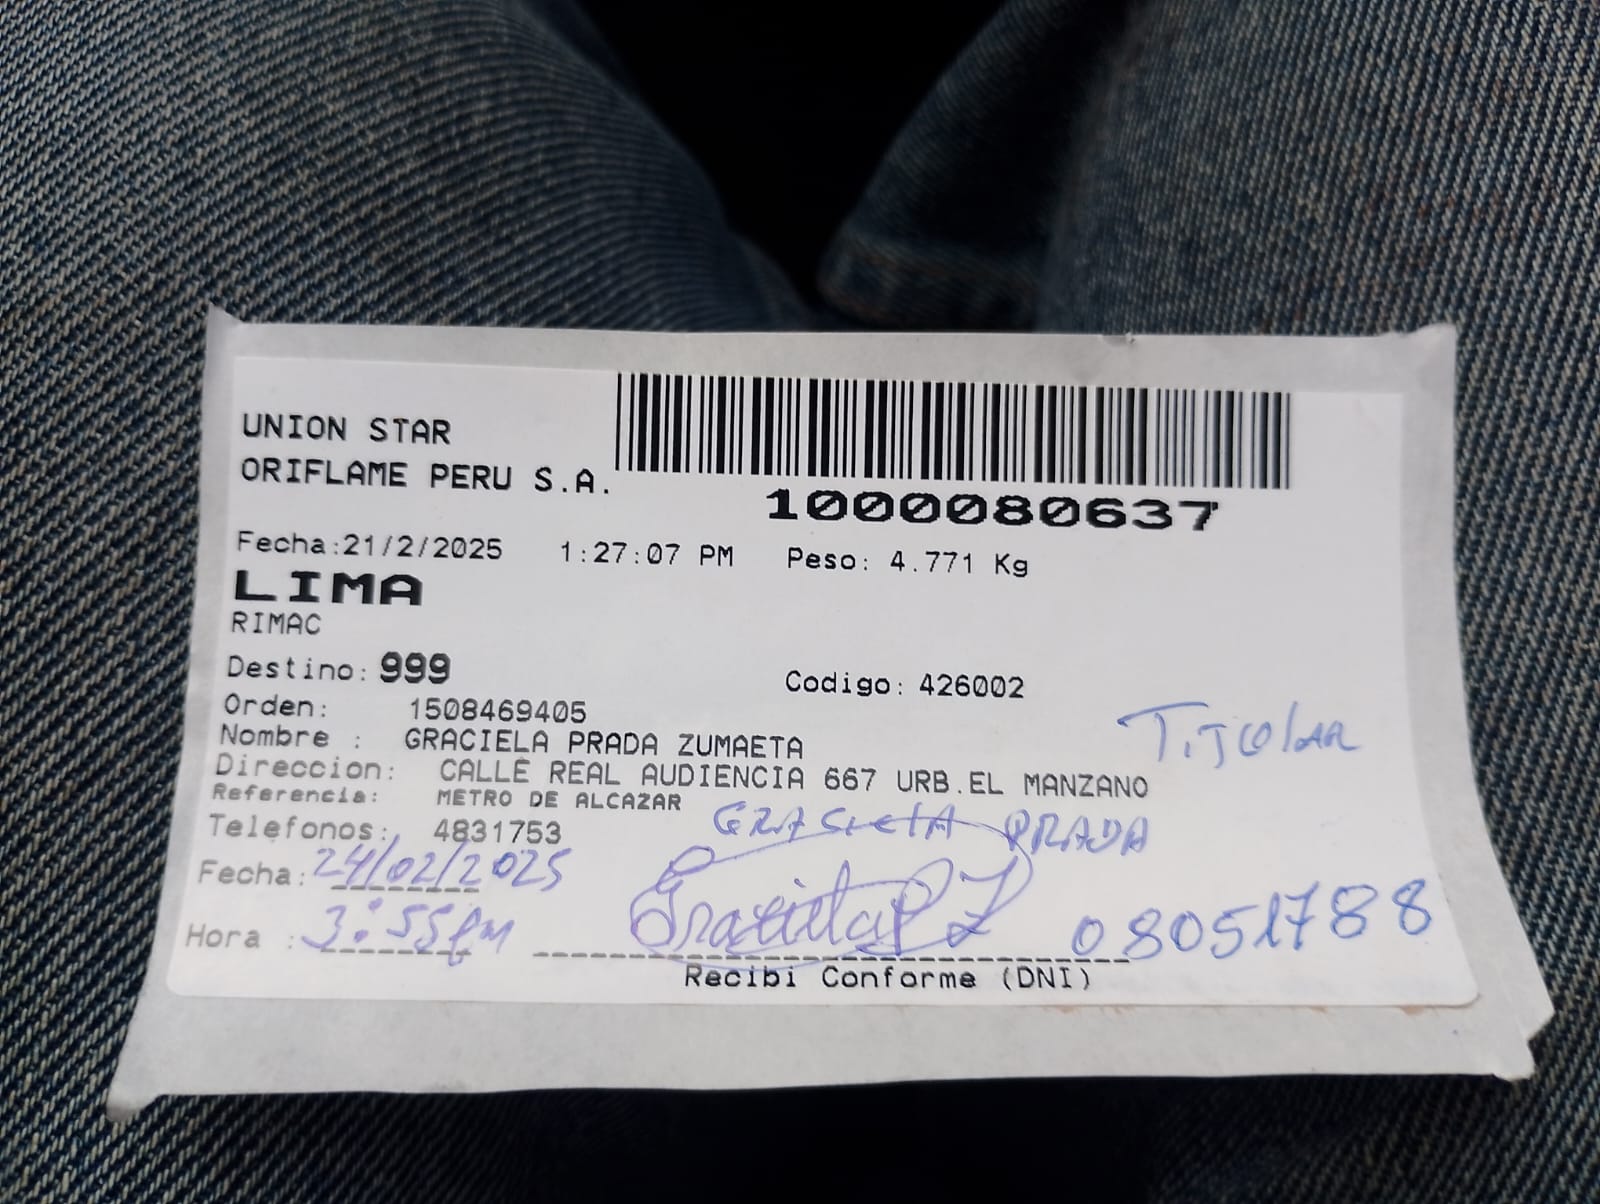 UNION STAR
ORIFLAME PERU S.A.
1000080637
Fecha:21/2/2025 1:27:07 PM Peso: 4.771 Kg
LIMA
RIMAC
Destino: 999 Codigo: 426002
Orden: 1508469405
Titular
Nombre : GRACIELA PRADA ZUMAETA
Direccion: CALLE REAL AUDIENCIA 667 URB.EL MANZANO
Referencia: METRO DE ALCAZAR
Telefonos: 4831753
GRACIELA PRADA
Fecha: 24/02/2025
Hora : 3:55pm Graciela P Z 08051788
Recibi Conforme (DNI)